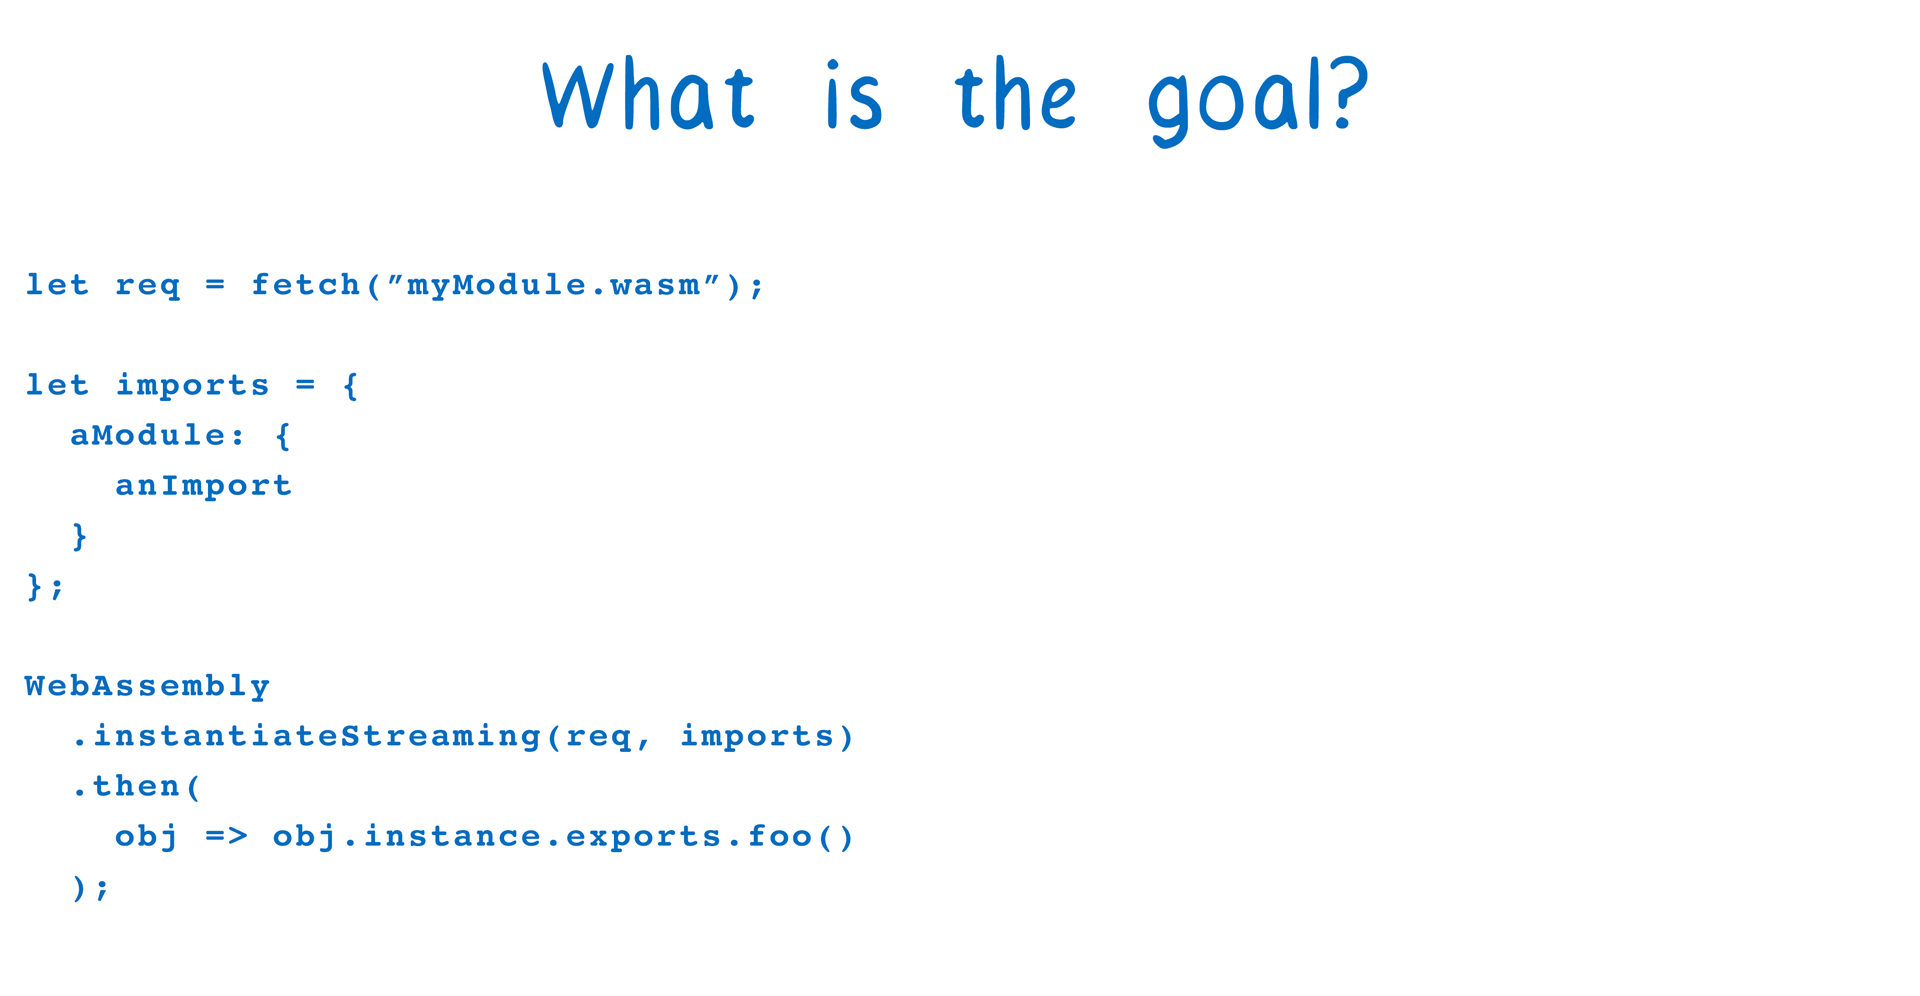 What is the goal?
let req = fetch(”myModule.wasm”);
let imports = {
  aModule: {
    anImport
  }
};
WebAssembly
  .instantiateStreaming(req, imports)
  .then(
    obj => obj.instance.exports.foo()
  );